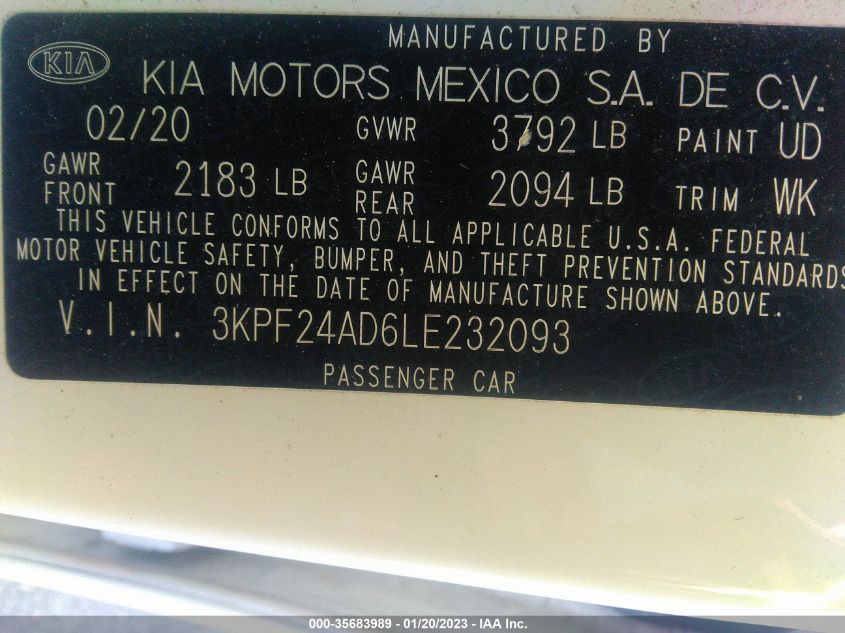 MANUFACTURED BY
KIA KIA MOTORS MEXICO S.A. DE C.V.
02/20 GVWR 3792 LB PAINT UD
GAWR FRONT 2183 LB GAWR REAR 2094 LB TRIM WK
THIS VEHICLE CONFORMS TO ALL APPLICABLE U.S.A. FEDERAL
MOTOR VEHICLE SAFETY, BUMPER, AND THEFT PREVENTION STANDARDS
IN EFFECT ON THE DATE OF MANUFACTURE SHOWN ABOVE.
V.I.N. 3KPF24AD6LE232093
PASSENGER CAR
000-35683989 - 01/20/2023 - IAA Inc.